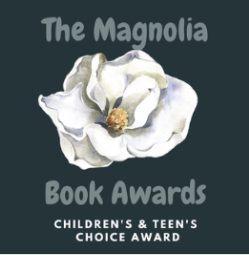 The Magnolia
Book Awards
CHILDREN'S & TEEN'S
CHOICE AWARD